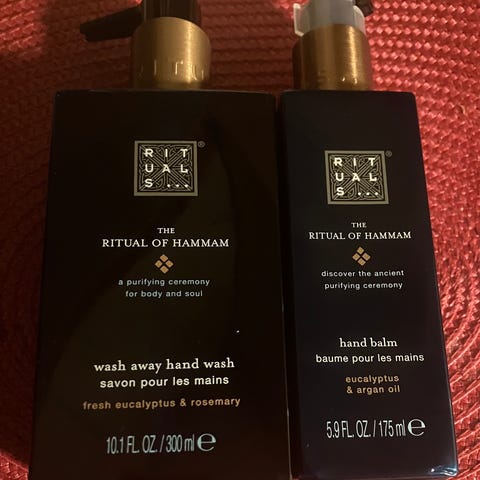 RIT
UAL
S...
®
THE
RITUAL OF HAMMAM
a purifying ceremony
for body and soul
wash away hand wash
savon pour les mains
fresh eucalyptus & rosemary
10.1 FL. OZ. / 300 ml ℮
RIT
UAL
S...
®
THE
RITUAL OF HAMMAM
discover the ancient
purifying ceremony
hand balm
baume pour les mains
eucalyptus
& argan oil
5.9 FL. OZ. / 175 ml ℮